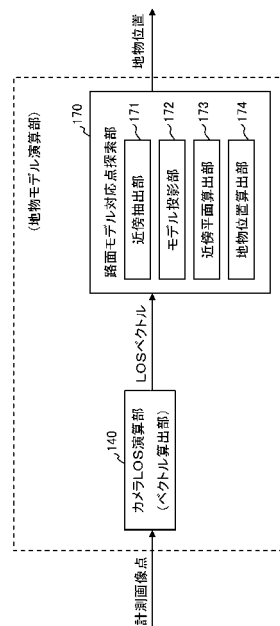 (地物モデル演算部)
計測画像点
140
カメラLOS演算部
(ベクトル算出部)
LOSベクトル
170
路面モデル対応点探索部
近傍抽出部
171
モデル投影部
172
近傍平面算出部
173
地物位置算出部
174
地物位置